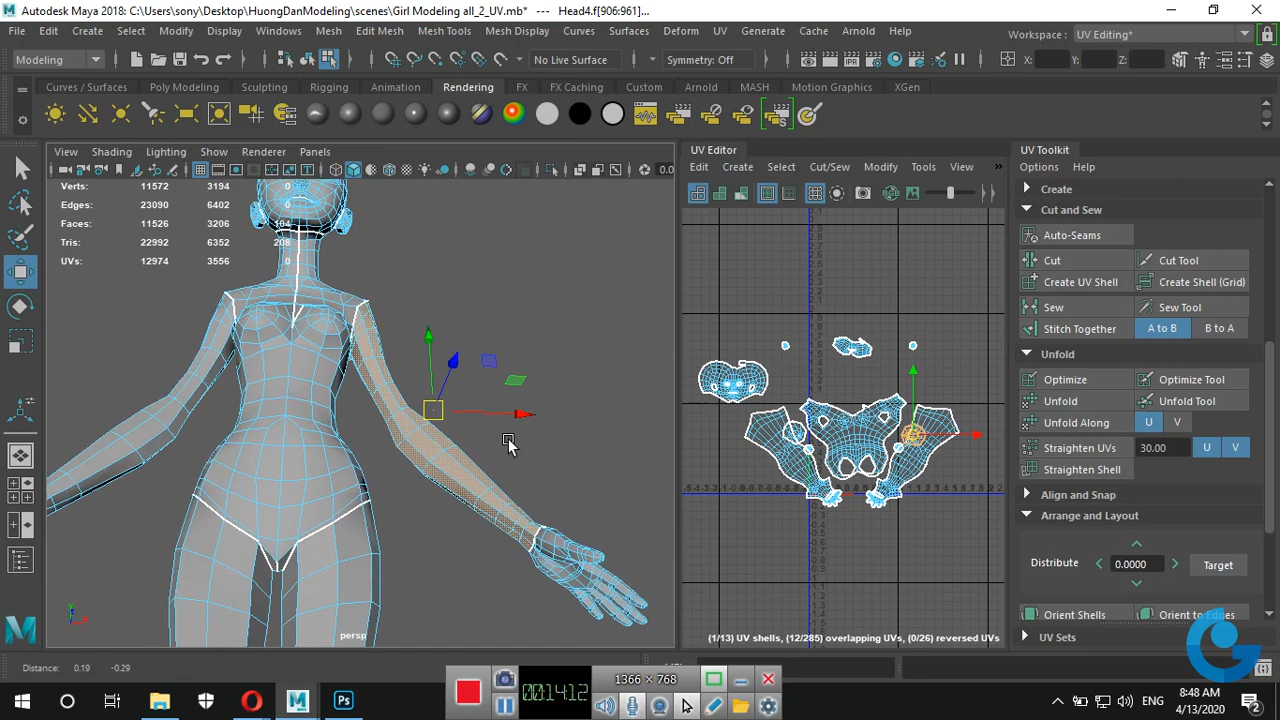 Autodesk Maya 2018: C:\Users\sony\Desktop\HuongDanModeling\scenes\Girl Modeling all_2_UV.mb* --- Head4.f[906:961]...
File Edit Create Select Modify Display Windows Mesh Edit Mesh Mesh Tools Mesh Display Curves Surfaces Deform UV Generate Cache Arnold Help Workspace: UV Editing*
Modeling No Live Surface Symmetry: Off X: Y: Z:
Curves / Surfaces Poly Modeling Sculpting Rigging Animation Rendering FX FX Caching Custom Arnold MASH Motion Graphics XGen
View Shading Lighting Show Renderer Panels
UV Editor
UV Toolkit
Edit Create Select Cut/Sew Modify Tools View »
Options Help
0.0
Verts: 11572 3194 0
Edges: 23090 6402 0
Faces: 11526 3206 104
Tris: 22992 6352 208
UVs: 12974 3556 0
Create
Cut and Sew
Auto-Seams
Cut Cut Tool
Create UV Shell Create Shell (Grid)
Sew Sew Tool
Stitch Together A to B B to A
Unfold
Optimize Optimize Tool
Unfold Unfold Tool
Unfold Along U V
Straighten UVs 30.00 U V
Straighten Shell
Align and Snap
Arrange and Layout
Distribute 0.0000 Target
Orient Shells Orient to Edges
UV Sets
persp
(1/13) UV shells, (12/285) overlapping UVs, (0/26) reversed UVs
Distance: 0.19 -0.29
1366 × 768
00:14:12
ENG
8:48 AM
4/13/2020
2